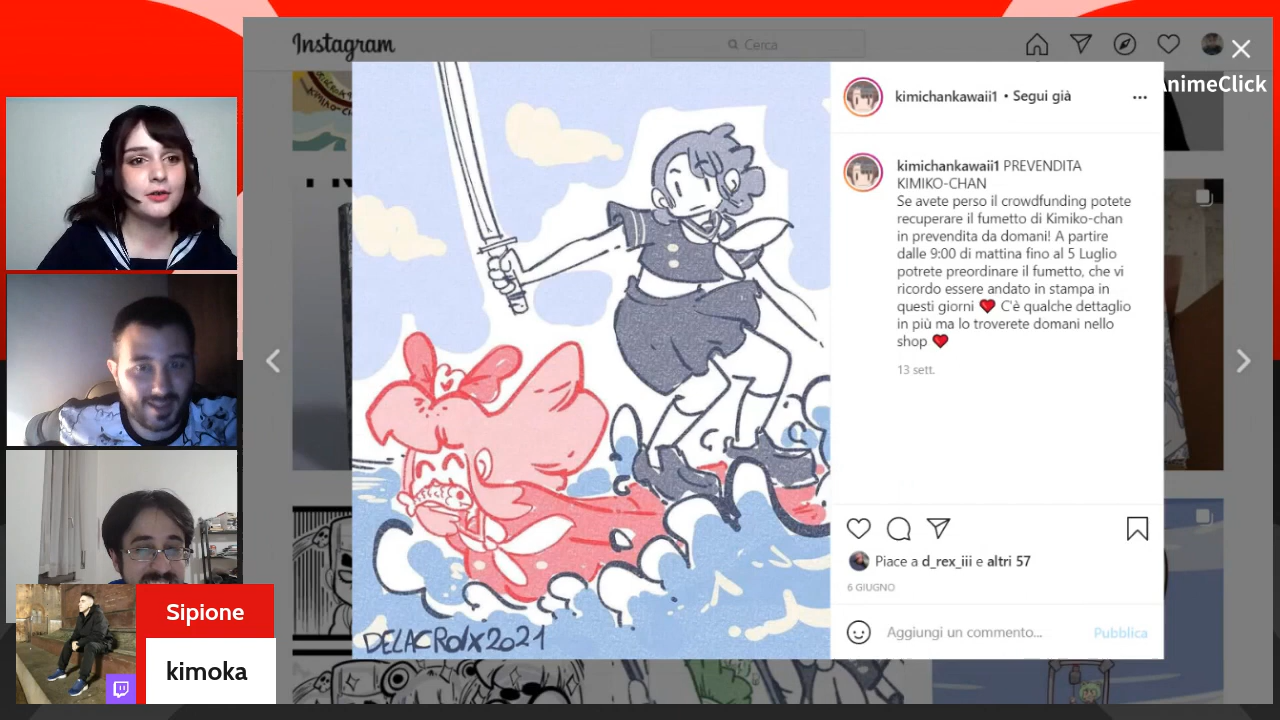 Instagram
Cerca
AnimeClick
kimichankawaii1 • Segui già
kimichankawaii1 PREVENDITA
KIMIKO-CHAN
Se avete perso il crowdfunding potete
recuperare il fumetto di Kimiko-chan
in prevendita da domani! A partire
dalle 9:00 di mattina fino al 5 Luglio
potrete preordinare il fumetto, che vi
ricordo essere andato in stampa in
questi giorni ❤️ C'è qualche dettaglio
in più ma lo troverete domani nello
shop ❤️
13 sett.
Piace a d_rex_iii e altri 57
6 GIUGNO
Aggiungi un commento...
Pubblica
DELACROIX2021
Sipione
kimoka